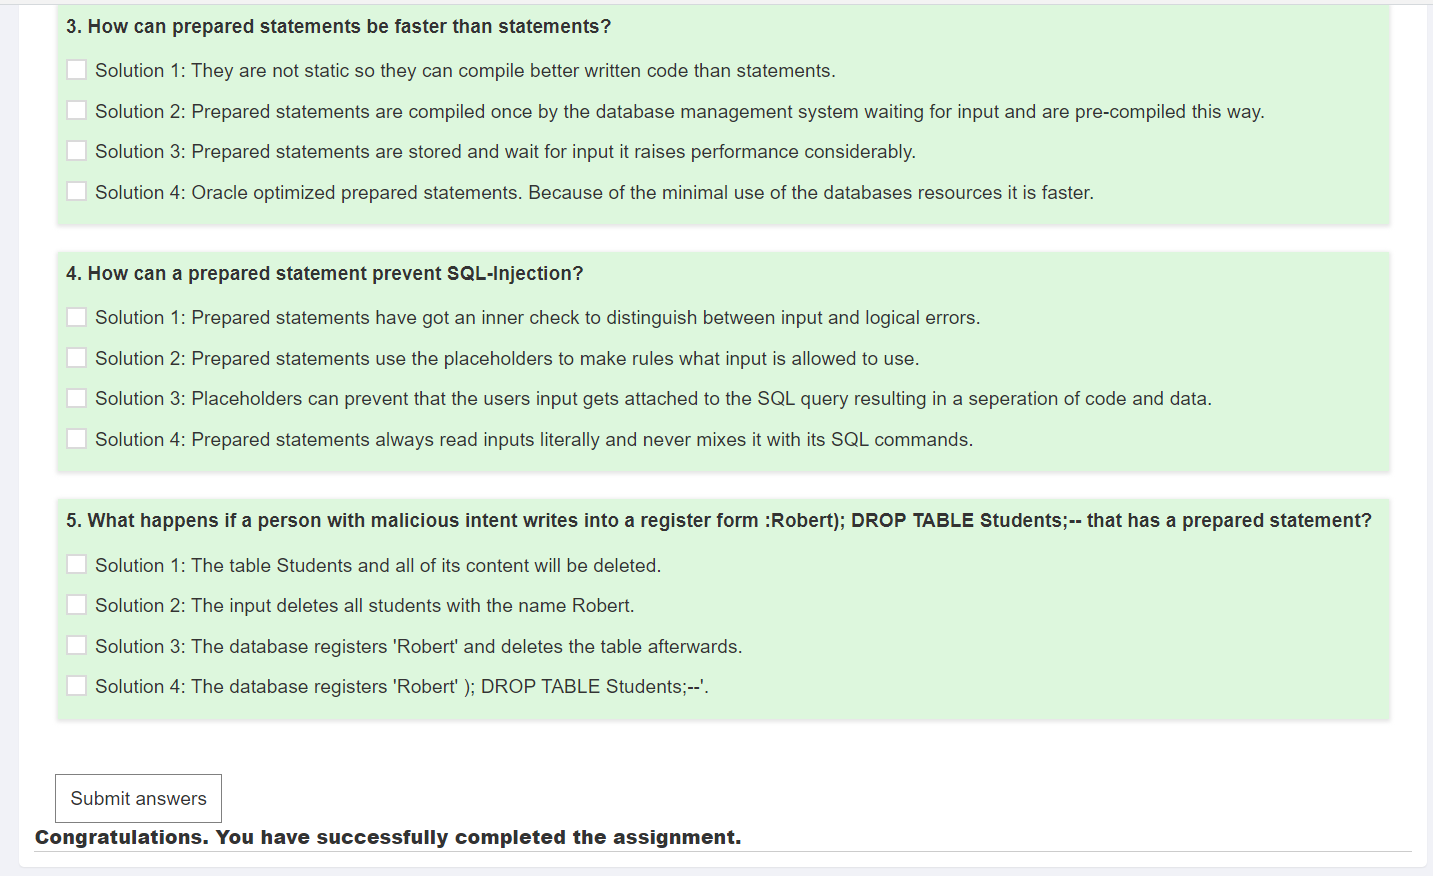 3. How can prepared statements be faster than statements?
Solution 1: They are not static so they can compile better written code than statements.
Solution 2: Prepared statements are compiled once by the database management system waiting for input and are pre-compiled this way.
Solution 3: Prepared statements are stored and wait for input it raises performance considerably.
Solution 4: Oracle optimized prepared statements. Because of the minimal use of the databases resources it is faster.
4. How can a prepared statement prevent SQL-Injection?
Solution 1: Prepared statements have got an inner check to distinguish between input and logical errors.
Solution 2: Prepared statements use the placeholders to make rules what input is allowed to use.
Solution 3: Placeholders can prevent that the users input gets attached to the SQL query resulting in a seperation of code and data.
Solution 4: Prepared statements always read inputs literally and never mixes it with its SQL commands.
5. What happens if a person with malicious intent writes into a register form :Robert); DROP TABLE Students;-- that has a prepared statement?
Solution 1: The table Students and all of its content will be deleted.
Solution 2: The input deletes all students with the name Robert.
Solution 3: The database registers 'Robert' and deletes the table afterwards.
Solution 4: The database registers 'Robert' ); DROP TABLE Students;--'.
Submit answers
Congratulations. You have successfully completed the assignment.